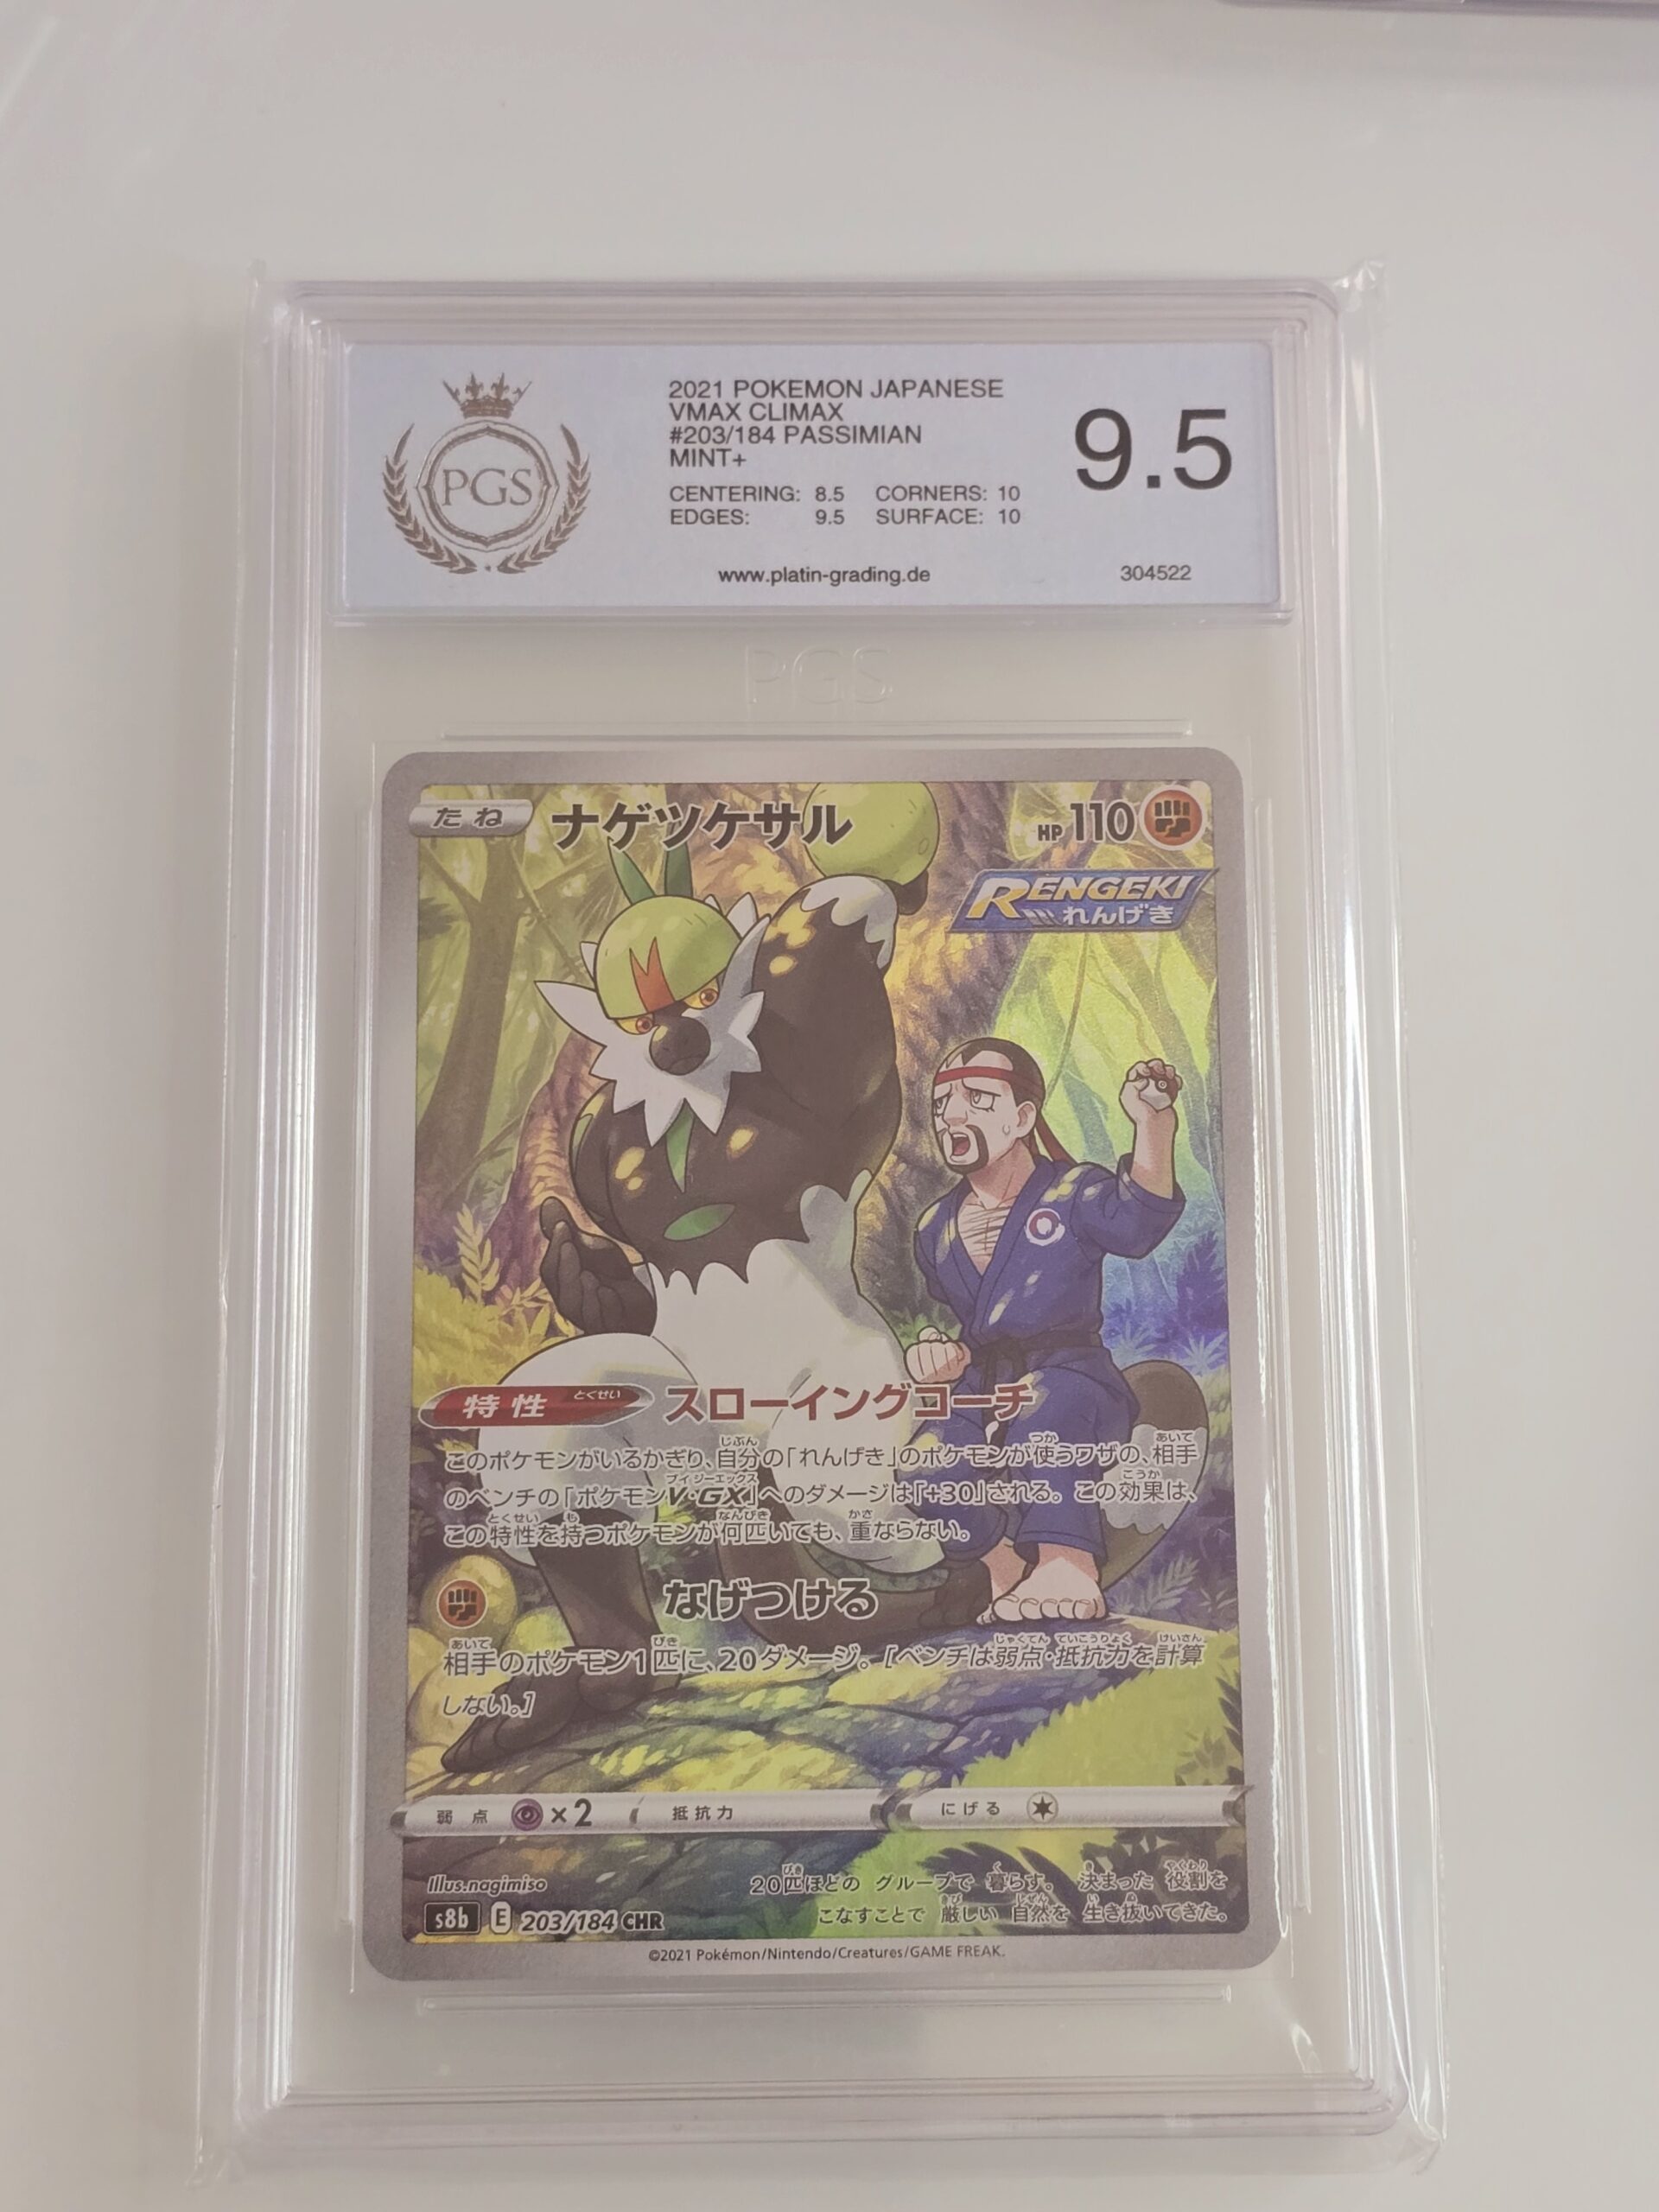 PGS
2021 POKEMON JAPANESE
VMAX CLIMAX
#203/184 PASSIMIAN
MINT+
CENTERING: 8.5 CORNERS: 10
EDGES: 9.5 SURFACE: 10
9.5
www.platin-grading.de 304522
PGS
たね ナゲツケサル HP 110
RENGEKI
れんげき
特性 とくせい スローイングコーチ
このポケモンがいるかぎり、自分の「れんげき」のポケモンが使うワザの、相手
のベンチの「ポケモンV・GX」へのダメージは「+30」される。この効果は、
この特性を持つポケモンが何匹いても、重ならない。
なげつける
相手のポケモン1匹に、20ダメージ。[ベンチは弱点・抵抗力を計算
しない。]
弱点 ×2 抵抗力 にげる
Illus.nagimiso
20匹ほどの グループで 暮らす。 決まった 役割を
こなすことで 厳しい 自然を 生き抜いてきた。
s8b E 203/184 CHR
©2021 Pokémon/Nintendo/Creatures/GAME FREAK.